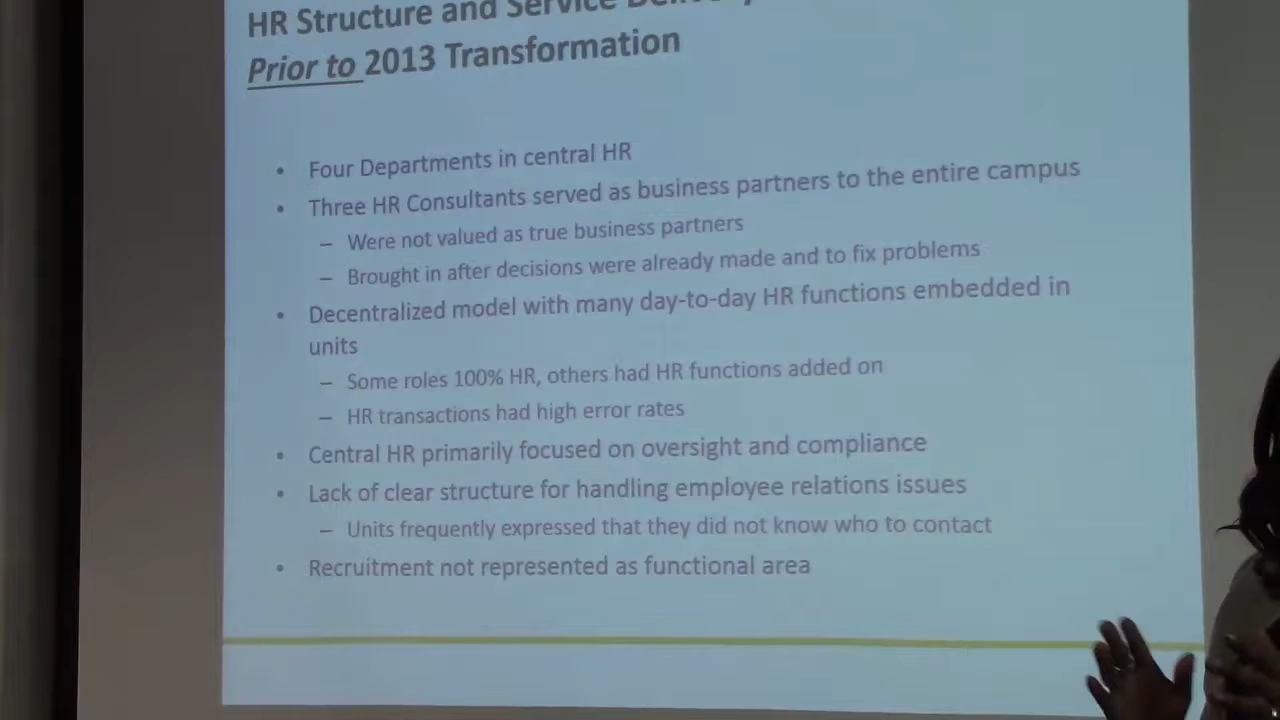 HR Structure and Service
Prior to 2013 Transformation
• Four Departments in central HR
• Three HR Consultants served as business partners to the entire campus
– Were not valued as true business partners
– Brought in after decisions were already made and to fix problems
• Decentralized model with many day-to-day HR functions embedded in
units
– Some roles 100% HR, others had HR functions added on
– HR transactions had high error rates
• Central HR primarily focused on oversight and compliance
• Lack of clear structure for handling employee relations issues
– Units frequently expressed that they did not know who to contact
• Recruitment not represented as functional area